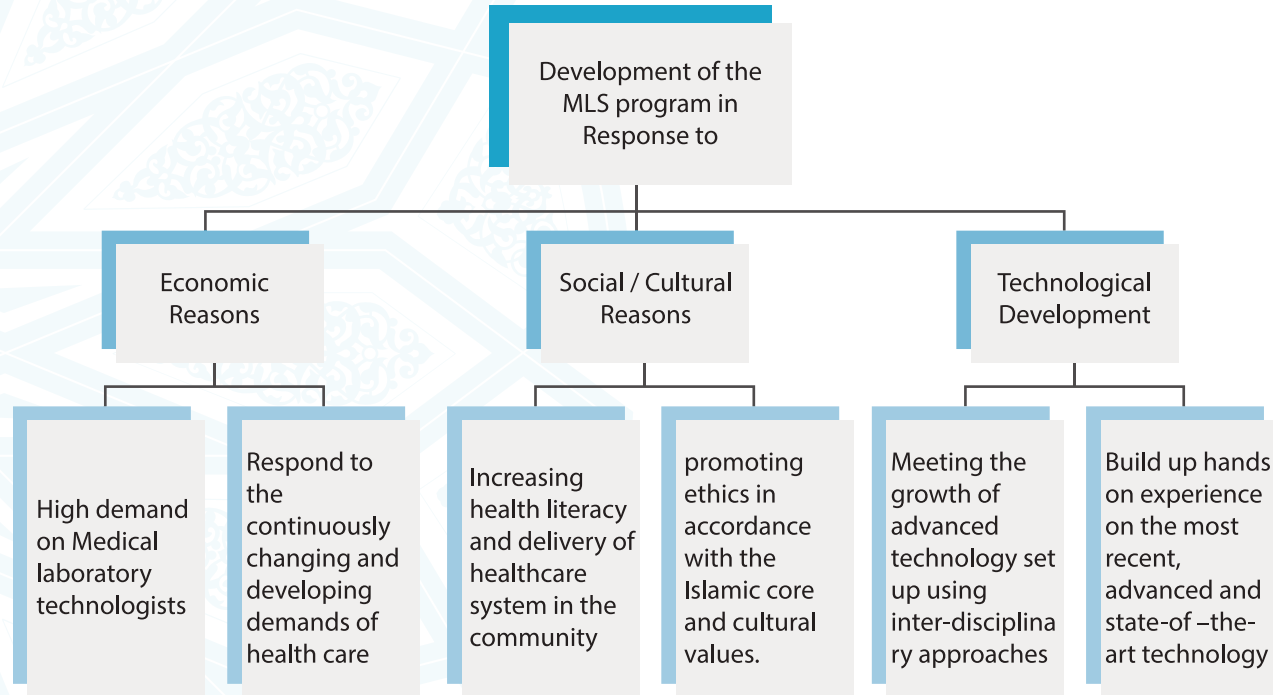 Development of the
MLS program in
Response to
Economic
Reasons
Social / Cultural
Reasons
Technological
Development
High demand
on Medical
laboratory
technologists
Respond to
the
continuously
changing and
developing
demands of
health care
Increasing
health literacy
and delivery of
healthcare
system in the
community
promoting
ethics in
accordance
with the
Islamic core
and cultural
values.
Meeting the
growth of
advanced
technology set
up using
inter-disciplina
ry approaches
Build up hands
on experience
on the most
recent,
advanced and
state-of –the-
art technology